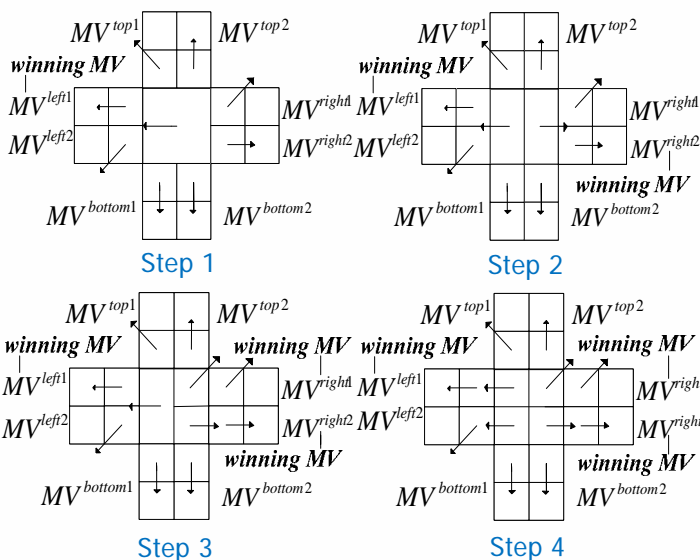 MV^top1 MV^top2
winning MV
MV^left1 MV^right1
MV^left2 MV^right2
MV^bottom1 MV^bottom2
Step 1
MV^top1 MV^top2
winning MV
MV^left1 MV^right1
MV^left2 MV^right2
winning MV
MV^bottom1 MV^bottom2
Step 2
MV^top1 MV^top2
winning MV winning MV
MV^left1 MV^right1
MV^left2 MV^right2
winning MV
MV^bottom1 MV^bottom2
Step 3
MV^top1 MV^top2
winning MV winning MV
MV^left1 MV^right
MV^left2 MV^right
winning MV
MV^bottom1 MV^bottom2
Step 4